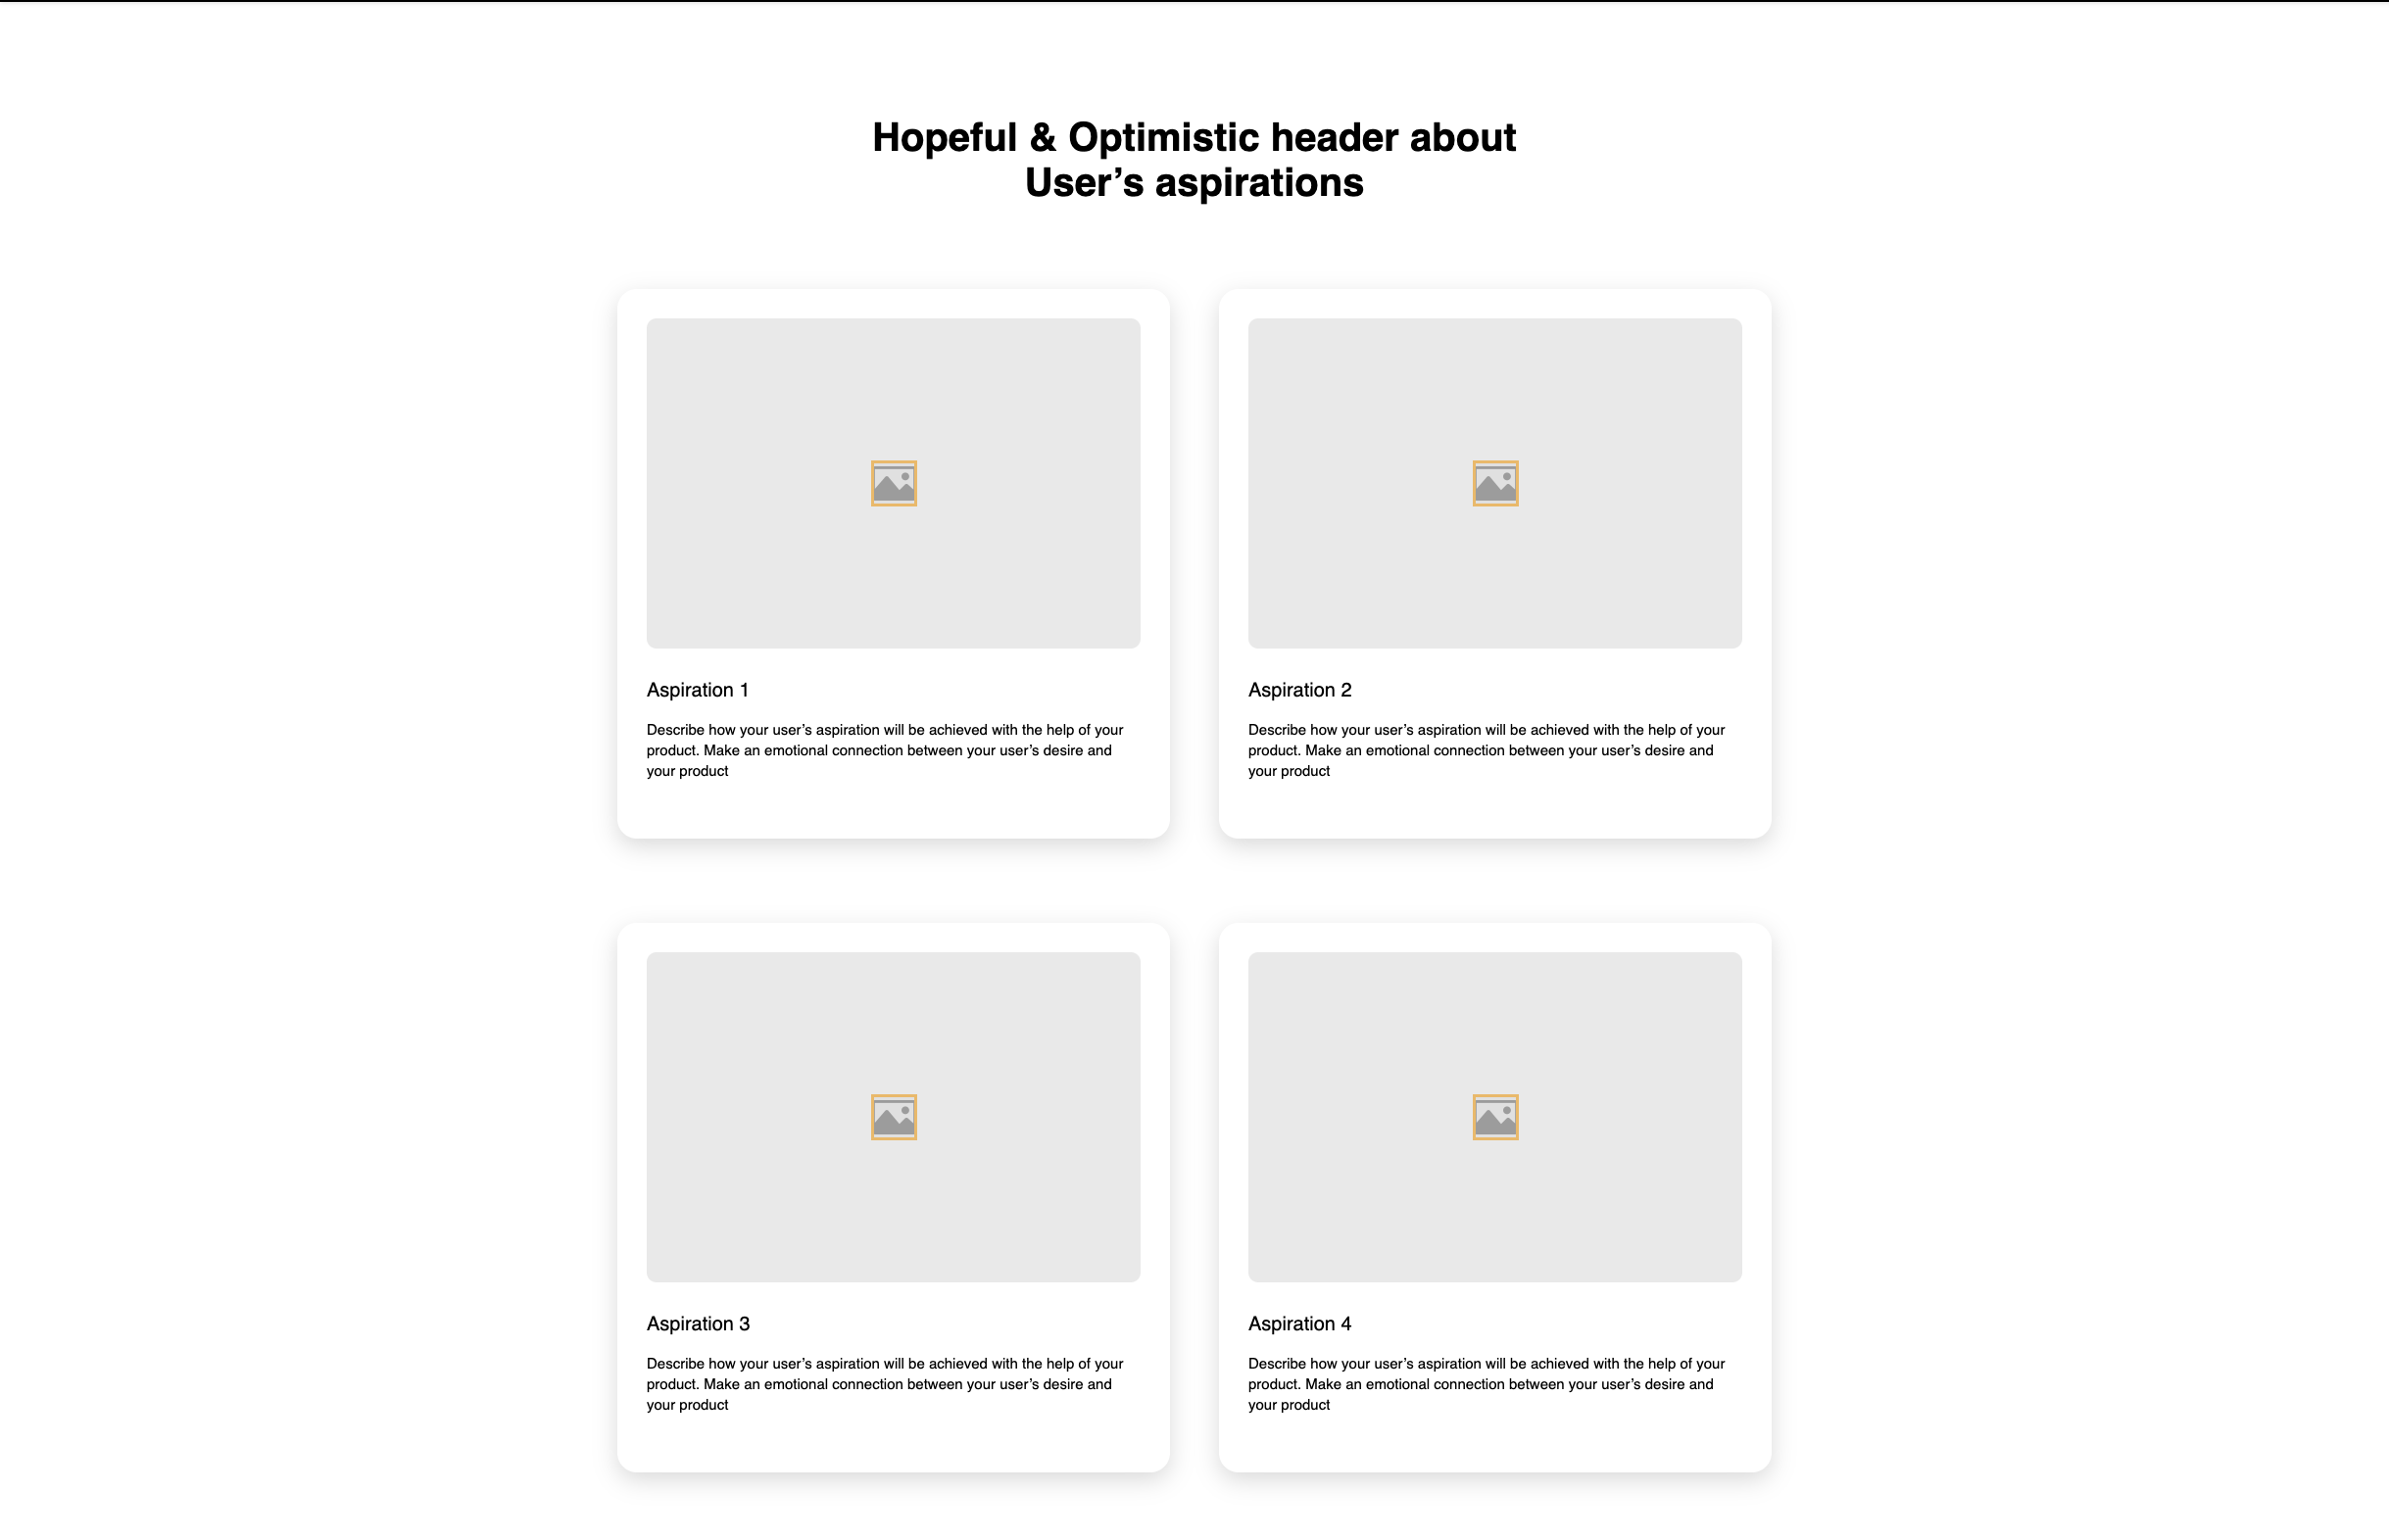 Hopeful & Optimistic header about
User’s aspirations
Aspiration 1
Describe how your user’s aspiration will be achieved with the help of your
product. Make an emotional connection between your user’s desire and
your product
Aspiration 2
Describe how your user’s aspiration will be achieved with the help of your
product. Make an emotional connection between your user’s desire and
your product
Aspiration 3
Describe how your user’s aspiration will be achieved with the help of your
product. Make an emotional connection between your user’s desire and
your product
Aspiration 4
Describe how your user’s aspiration will be achieved with the help of your
product. Make an emotional connection between your user’s desire and
your product